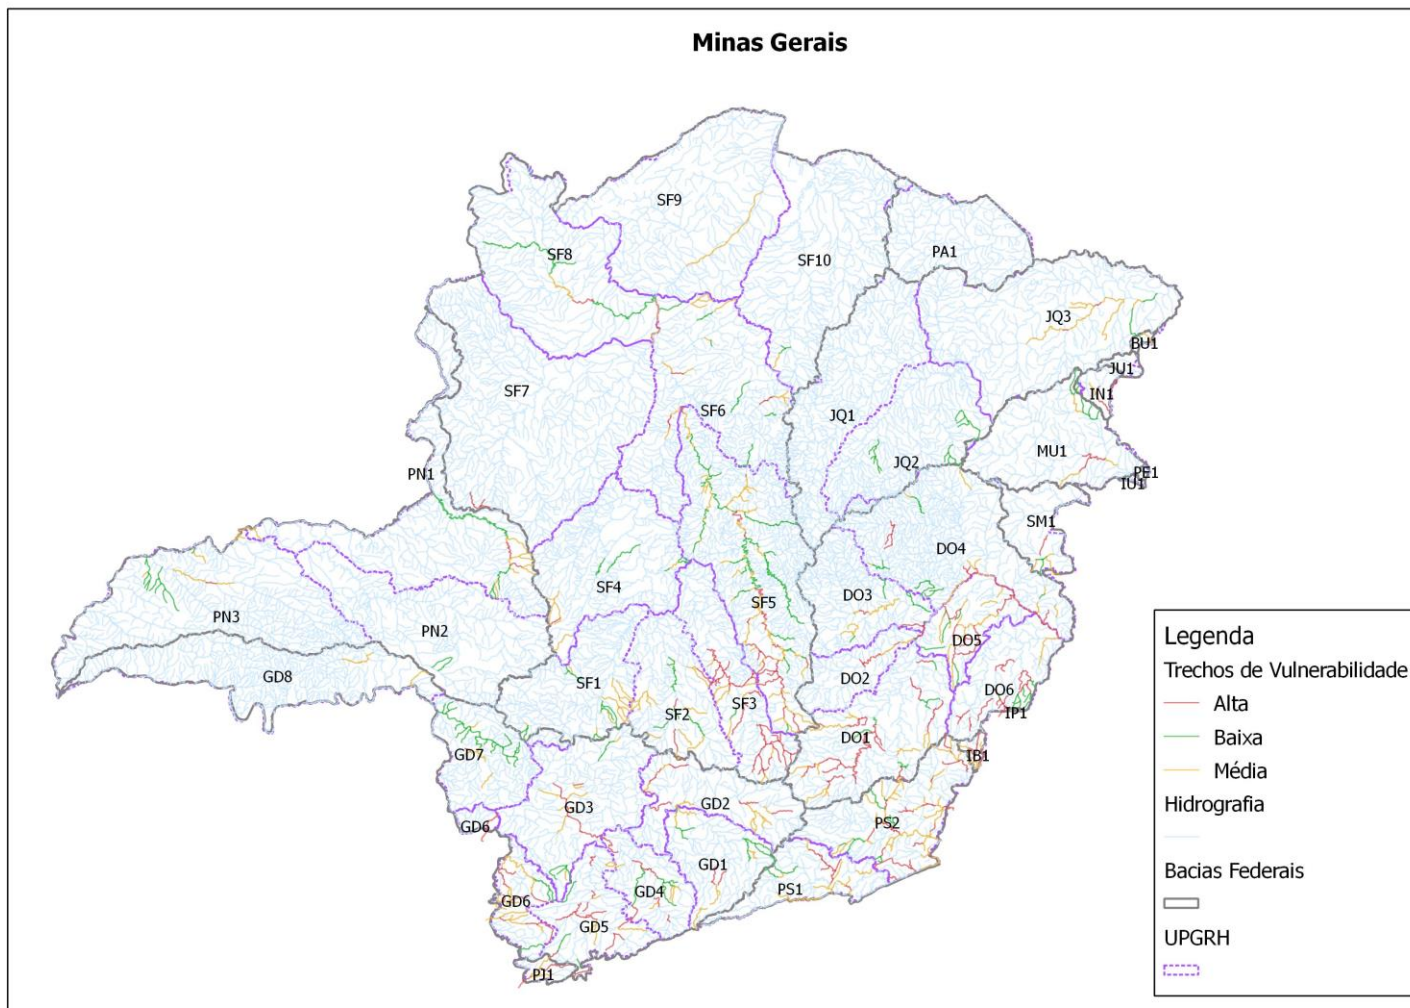 Minas Gerais
SF9
SF8
SF10
PA1
JQ3
BU1
JU1
IN1
SF7
SF6
JQ1
MU1
JQ2
PN1
PE1
IU1
SM1
DO4
SF4
DO3
SF5
PN3
PN2
DO5
GD8
SF1
DO2
DO6
SF2
SF3
IP1
DO1
GD7
IB1
GD3
GD2
GD6
PS2
GD1
GD4
PS1
GD6
GD5
PJ1
Legenda
Trechos de Vulnerabilidade
Alta
Baixa
Média
Hidrografia
Bacias Federais
UPGRH